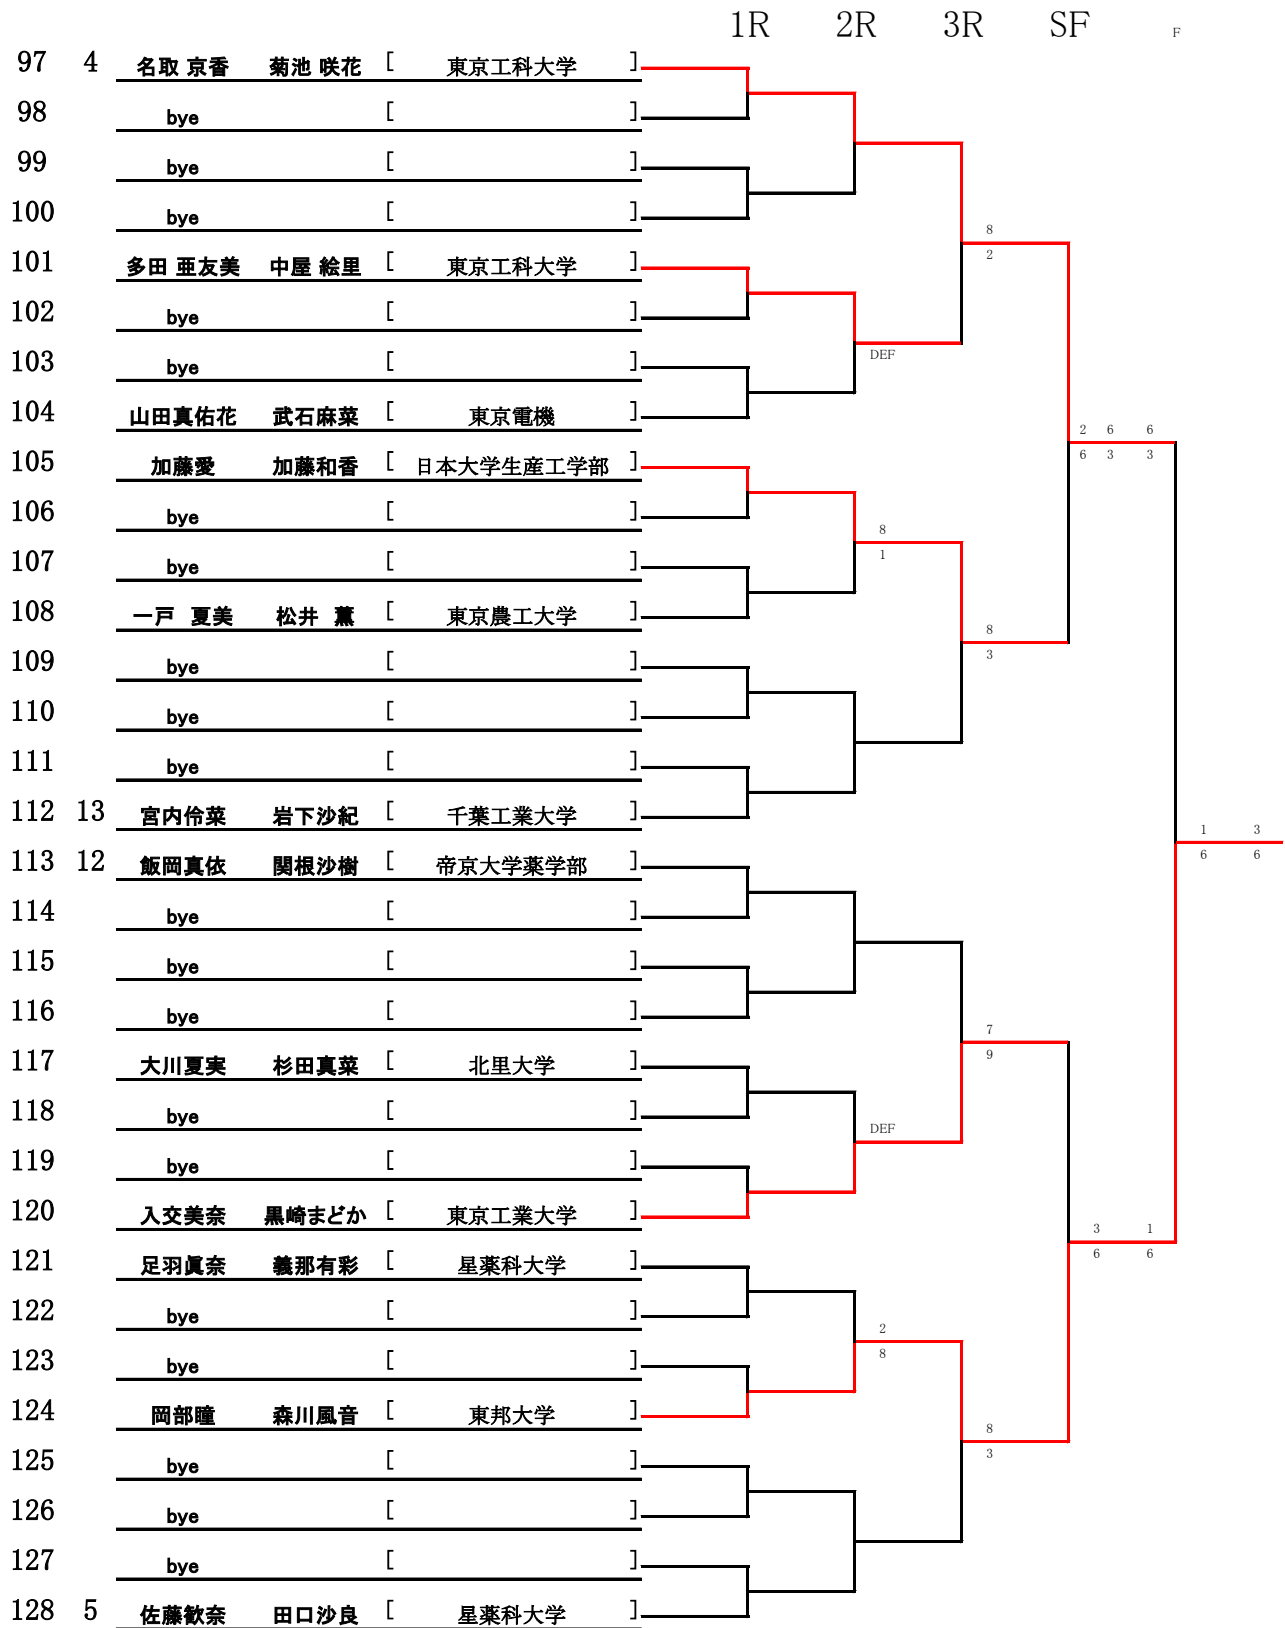 1R 2R 3R SF F
97 4 名取 京香 菊池 咲花 [ 東京工科大学 ]
98 bye [ ]
99 bye [ ]
100 bye [ ]
8
101 多田 亜友美 中屋 絵里 [ 東京工科大学 ]
2
102 bye [ ]
103 bye [ ]
DEF
104 山田真佑花 武石麻菜 [ 東京電機 ]
2 6 6
6 3 3
105 加藤愛 加藤和香 [ 日本大学生産工学部 ]
106 bye [ ]
8
1
107 bye [ ]
108 一戸 夏美 松井 薫 [ 東京農工大学 ]
8
3
109 bye [ ]
110 bye [ ]
111 bye [ ]
112 13 宮内伶菜 岩下沙紀 [ 千葉工業大学 ]
1 3
6 6
113 12 飯岡真依 関根沙樹 [ 帝京大学薬学部 ]
114 bye [ ]
115 bye [ ]
116 bye [ ]
7
9
117 大川夏実 杉田真菜 [ 北里大学 ]
118 bye [ ]
DEF
119 bye [ ]
120 入交美奈 黒崎まどか [ 東京工業大学 ]
3 1
6 6
121 足羽眞奈 義那有彩 [ 星薬科大学 ]
122 bye [ ]
2
8
123 bye [ ]
124 岡部瞳 森川風音 [ 東邦大学 ]
8
3
125 bye [ ]
126 bye [ ]
127 bye [ ]
128 5 佐藤歓奈 田口沙良 [ 星薬科大学 ]